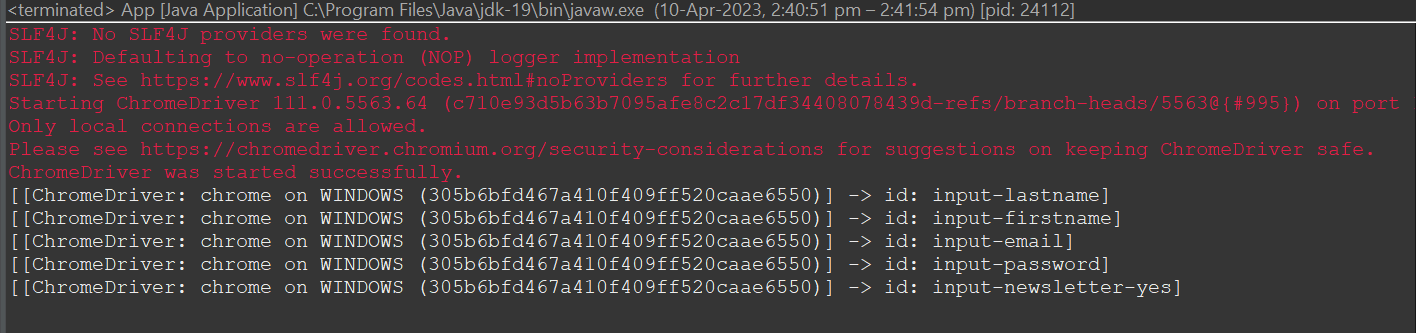 <terminated> App [Java Application] C:\Program Files\Java\jdk-19\bin\javaw.exe (10-Apr-2023, 2:40:51 pm – 2:41:54 pm) [pid: 24112]
SLF4J: No SLF4J providers were found.
SLF4J: Defaulting to no-operation (NOP) logger implementation
SLF4J: See https://www.slf4j.org/codes.html#noProviders for further details.
Starting ChromeDriver 111.0.5563.64 (c710e93d5b63b7095afe8c2c17df34408078439d-refs/branch-heads/5563@{#995}) on port
Only local connections are allowed.
Please see https://chromedriver.chromium.org/security-considerations for suggestions on keeping ChromeDriver safe.
ChromeDriver was started successfully.
[[ChromeDriver: chrome on WINDOWS (305b6bfd467a410f409ff520caae6550)] -> id: input-lastname]
[[ChromeDriver: chrome on WINDOWS (305b6bfd467a410f409ff520caae6550)] -> id: input-firstname]
[[ChromeDriver: chrome on WINDOWS (305b6bfd467a410f409ff520caae6550)] -> id: input-email]
[[ChromeDriver: chrome on WINDOWS (305b6bfd467a410f409ff520caae6550)] -> id: input-password]
[[ChromeDriver: chrome on WINDOWS (305b6bfd467a410f409ff520caae6550)] -> id: input-newsletter-yes]